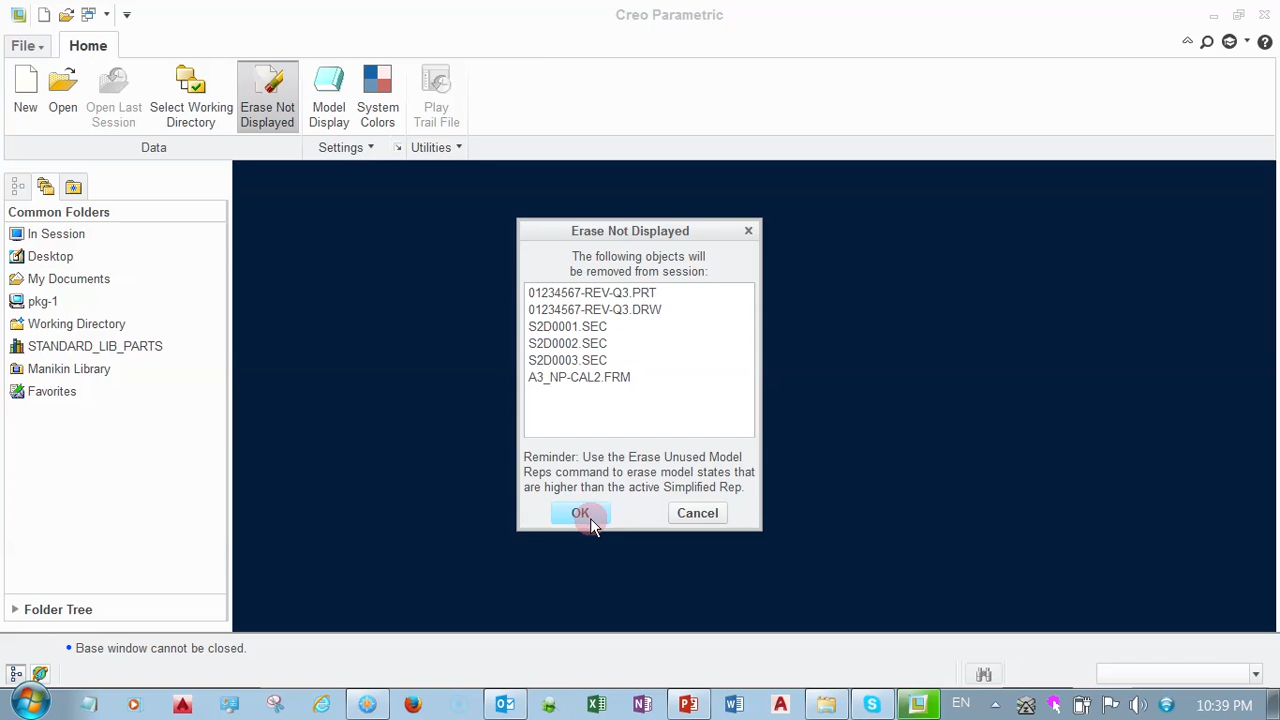 Creo Parametric
File
Home
New
Open
Open Last
Session
Select Working
Directory
Erase Not
Displayed
Model
Display
System
Colors
Play
Trail File
Data
Settings
Utilities
Common Folders
In Session
Desktop
My Documents
pkg-1
Working Directory
STANDARD_LIB_PARTS
Manikin Library
Favorites
Folder Tree
Erase Not Displayed
The following objects will
be removed from session:
01234567-REV-Q3.PRT
01234567-REV-Q3.DRW
S2D0001.SEC
S2D0002.SEC
S2D0003.SEC
A3_NP-CAL2.FRM
Reminder: Use the Erase Unused Model
Reps command to erase model states that
are higher than the active Simplified Rep.
OK
Cancel
Base window cannot be closed.
EN
10:39 PM